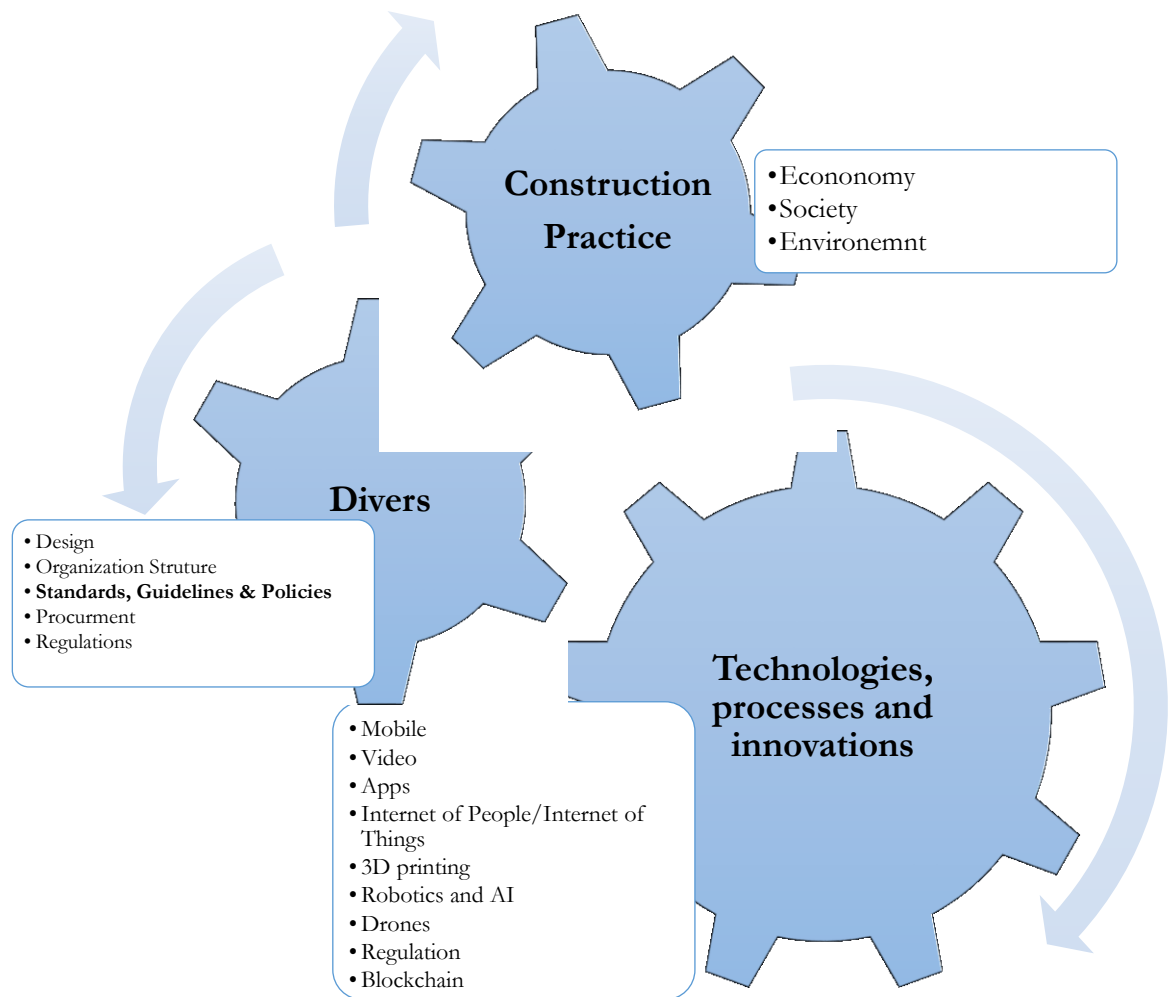 Construction
Practice
•Econonomy
•Society
•Environemnt
Divers
• Design
• Organization Struture
• Standards, Guidelines & Policies
• Procurment
• Regulations
Technologies,
processes and
innovations
•Mobile
•Video
•Apps
•Internet of People/Internet of
Things
•3D printing
•Robotics and AI
•Drones
•Regulation
•Blockchain